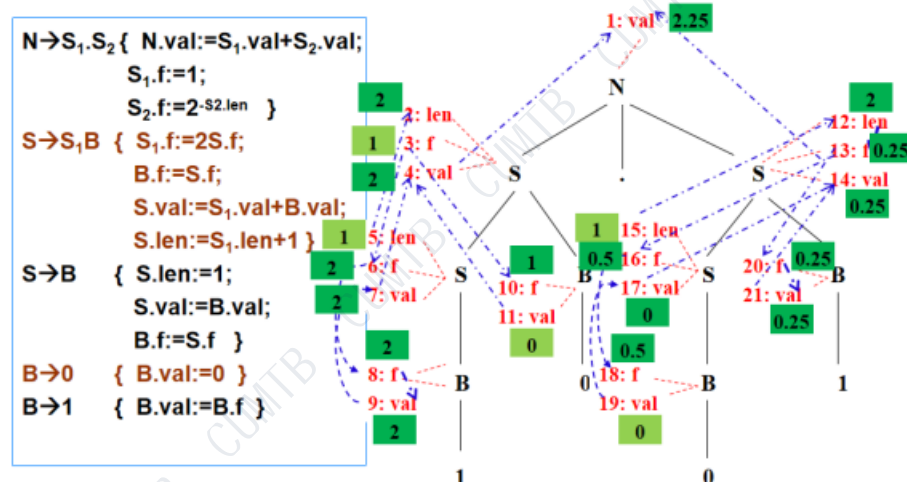 N→S₁.S₂{ N.val:=S₁.val+S₂.val;
S₁.f:=1;
S₂.f:=2^-S2.len }
S→S₁B { S₁.f:=2S.f;
B.f:=S.f;
S.val:=S₁.val+B.val;
S.len:=S₁.len+1 }
S→B { S.len:=1;
S.val:=B.val;
B.f:=S.f }
B→0 { B.val:=0 }
B→1 { B.val:=B.f }
1: val 2.25
N
2 2: len
1 3: f
2 4: val
S . S
2
12: len
13: f 0.25
14: val
0.25
1 5: len
2 6: f
2 7: val
S
1
10: f
11: val
0
B
1 15: len
0.5 16: f
17: val
0
S
20: f 0.25
21: val
0.25
B
2 8: f
9: val
2
B
0
0.5
18: f
19: val
0
B
1
1
0
CUMTB
CUMTB
CUMTB
CUMTB